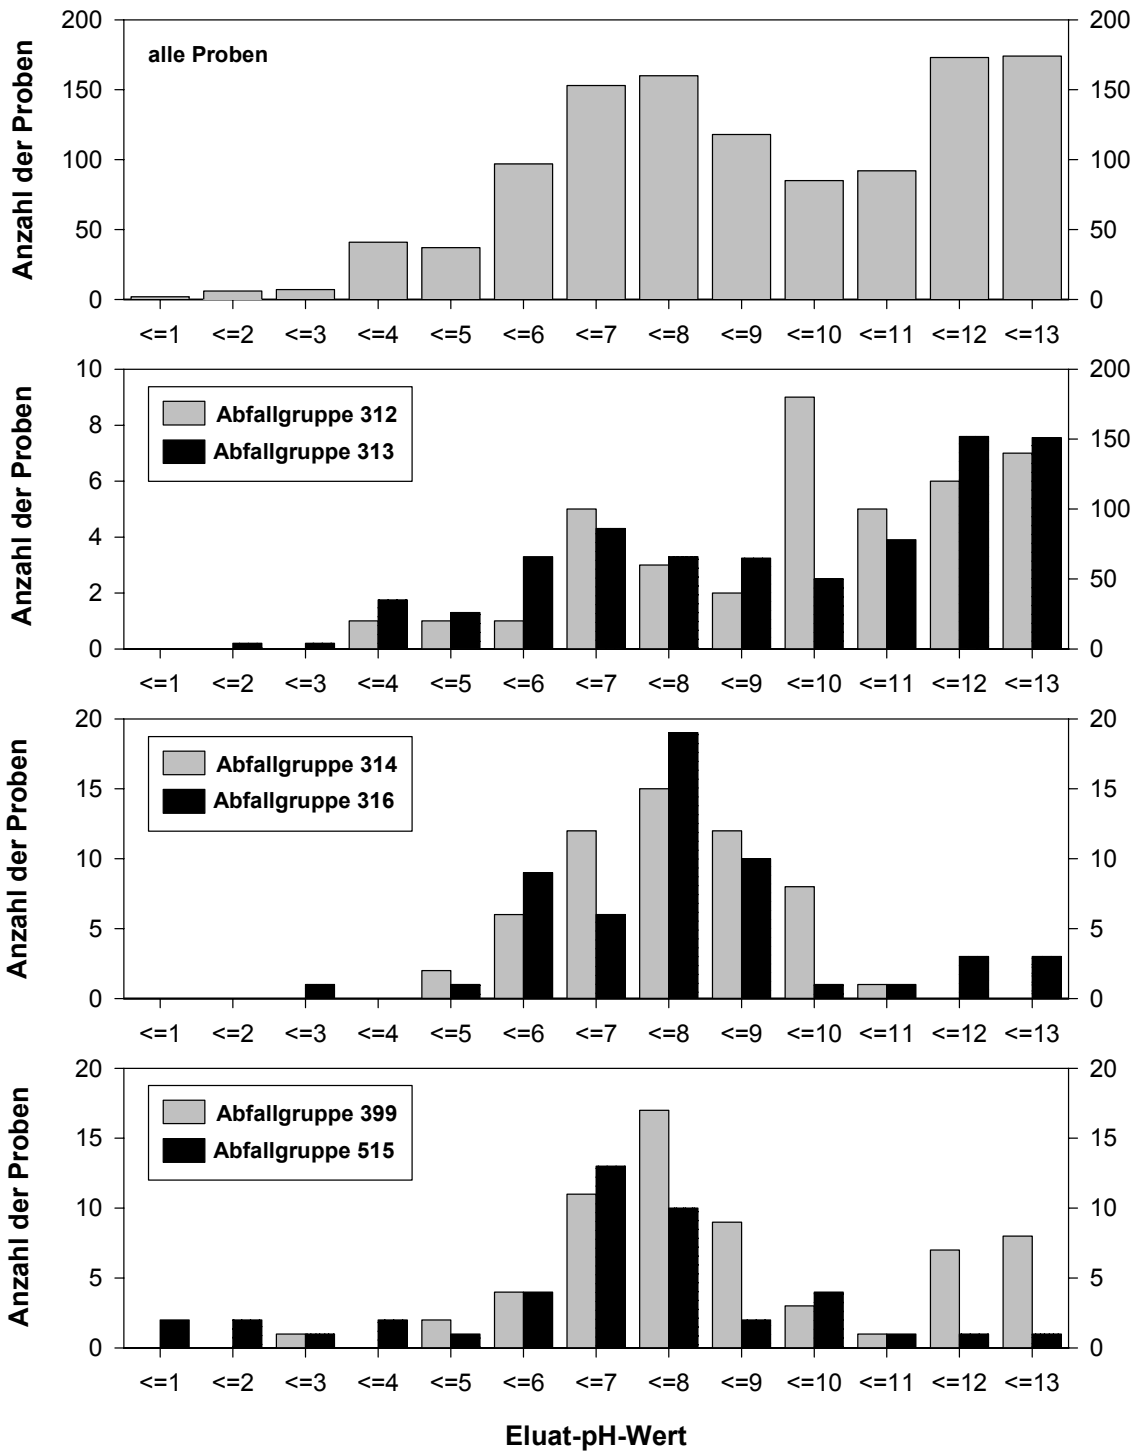 200 200
alle Proben
150 150
100 100
50 50
0 0
Anzahl der Proben
<=1 <=2 <=3 <=4 <=5 <=6 <=7 <=8 <=9 <=10 <=11 <=12 <=13
10 200
Abfallgruppe 312
8 150
Abfallgruppe 313
6
100
4
50
2
0 0
Anzahl der Proben
<=1 <=2 <=3 <=4 <=5 <=6 <=7 <=8 <=9 <=10 <=11 <=12 <=13
20 20
Abfallgruppe 314
Abfallgruppe 316
15 15
10 10
5 5
0 0
Anzahl der Proben
<=1 <=2 <=3 <=4 <=5 <=6 <=7 <=8 <=9 <=10 <=11 <=12 <=13
20 20
Abfallgruppe 399
15 15
Abfallgruppe 515
10 10
5 5
0 0
Anzahl der Proben
<=1 <=2 <=3 <=4 <=5 <=6 <=7 <=8 <=9 <=10 <=11 <=12 <=13
Eluat-pH-Wert